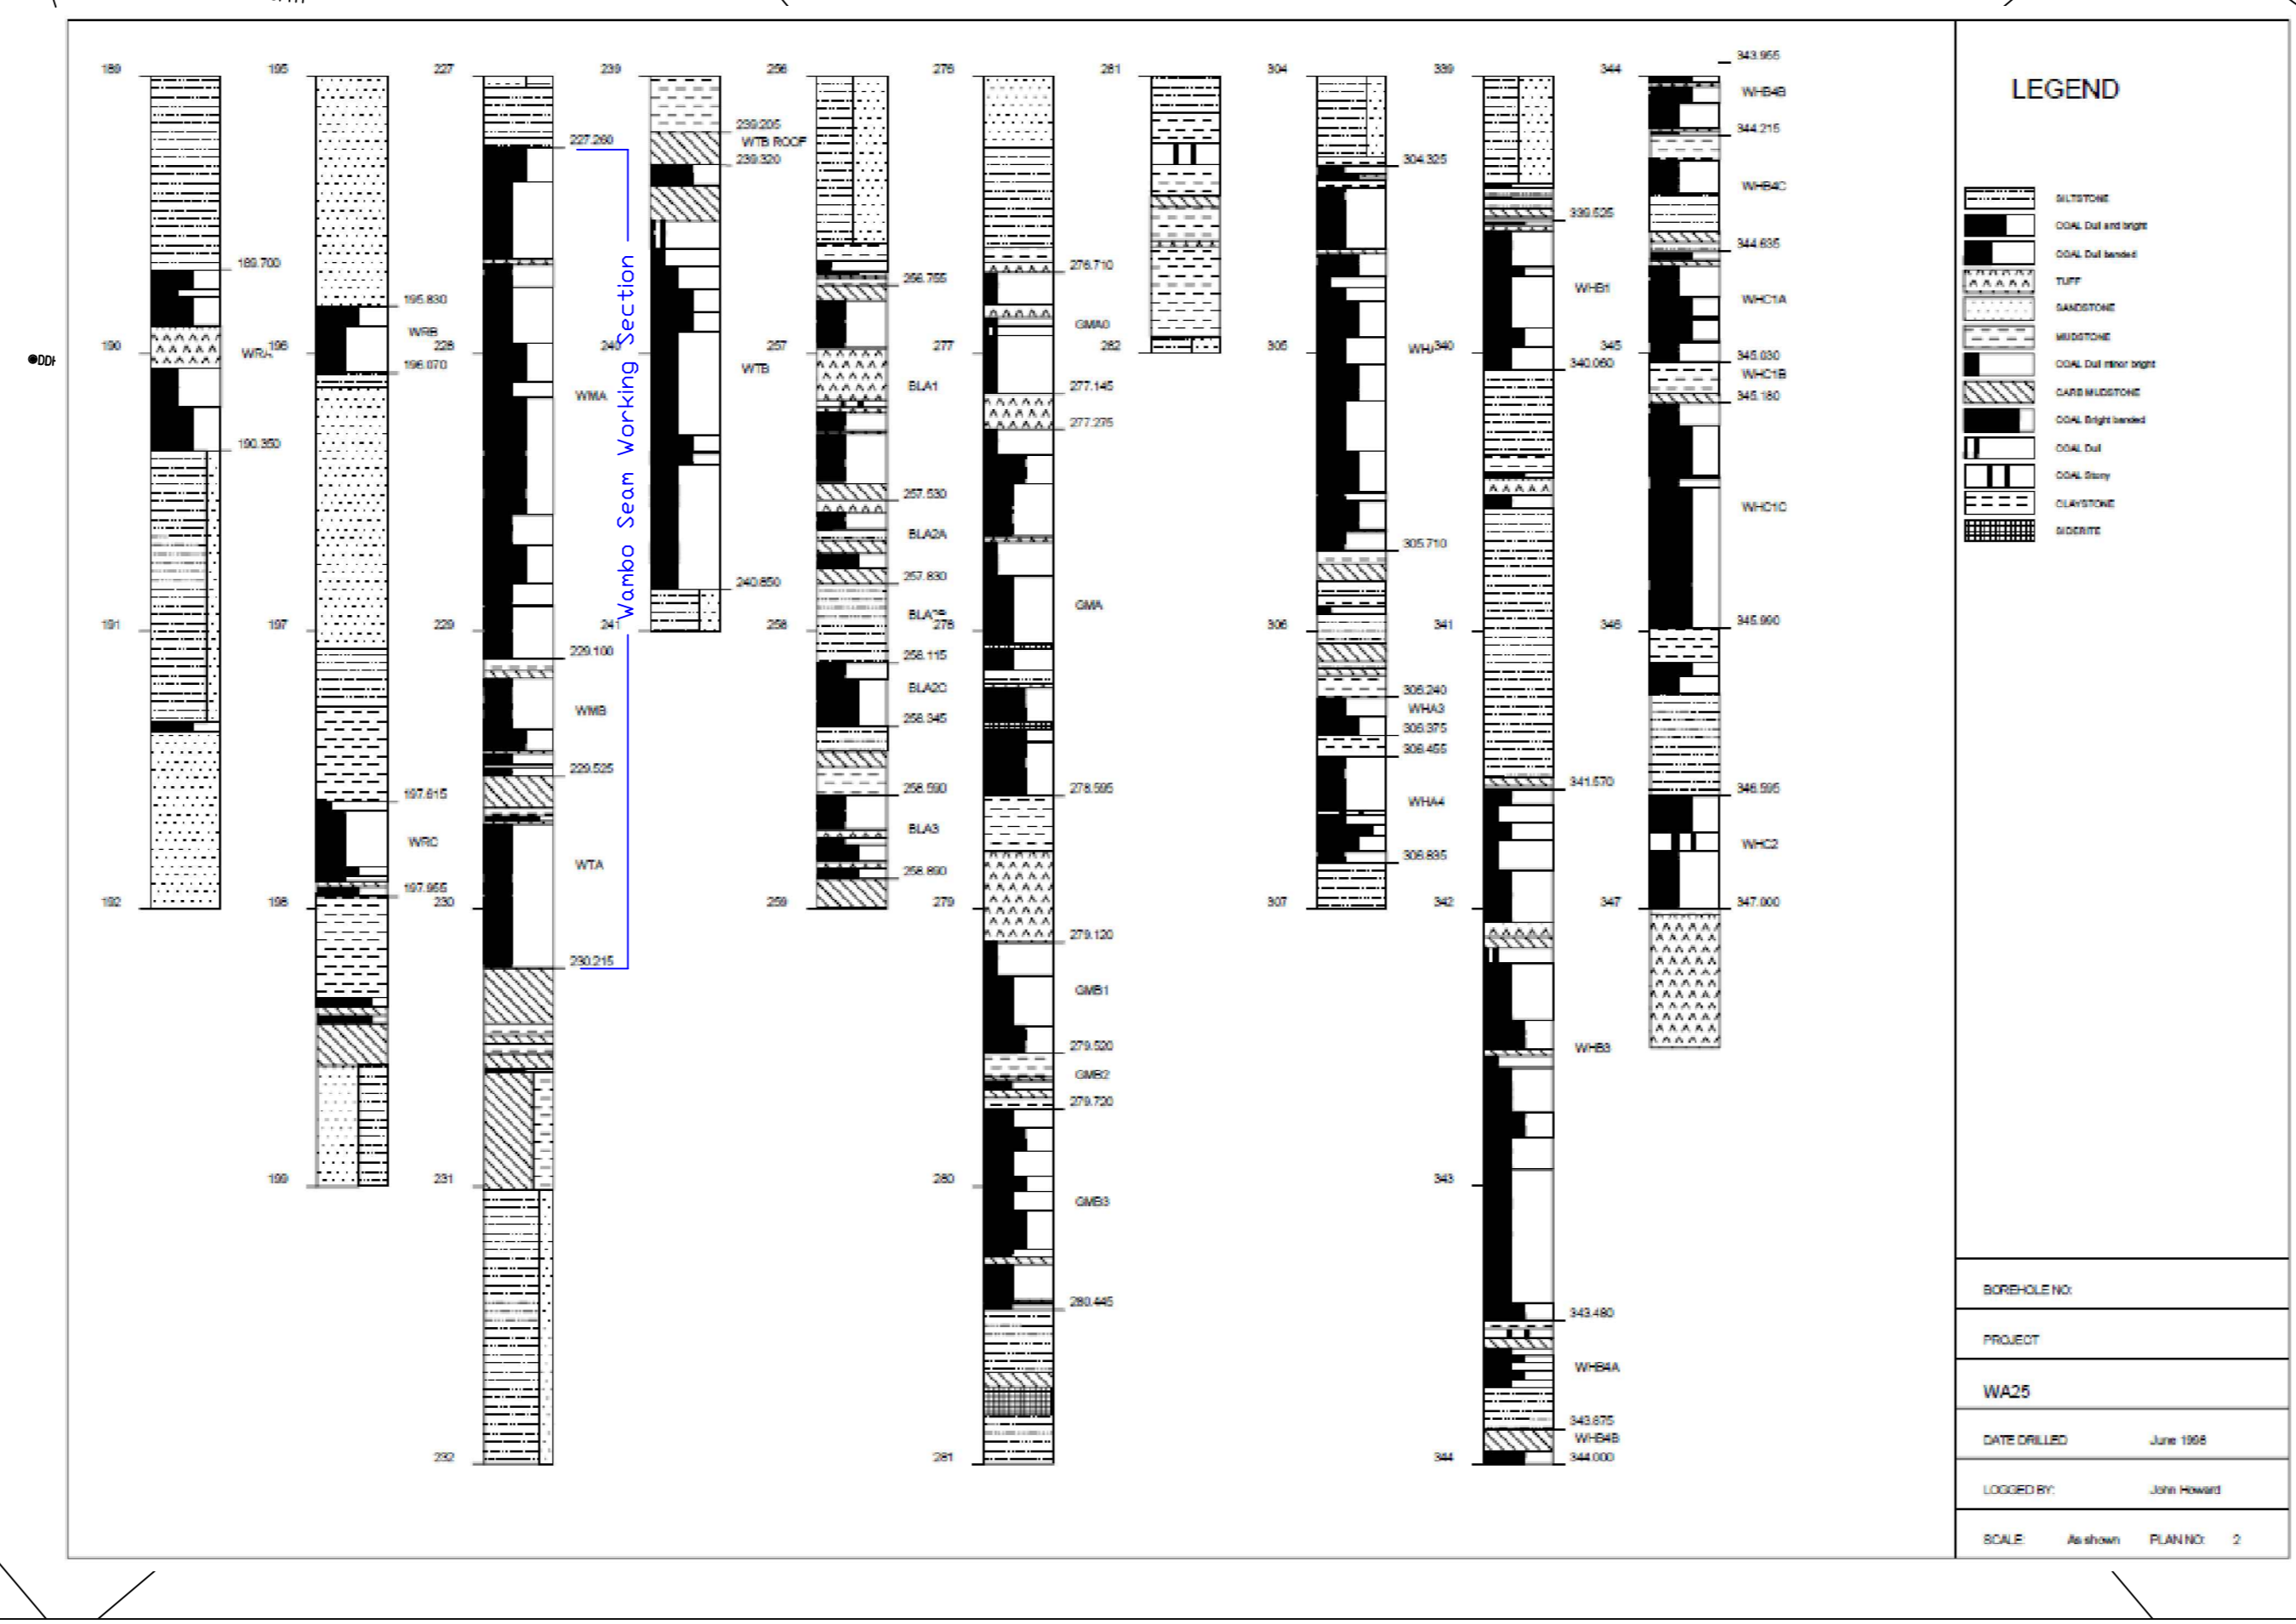 189
189.700
190
WRA
190.350
191
192
195
195.830
WRB
196
196.070
197
197.615
WRC
197.955
198
199
227
227.260
228
WMA
229
229.100
WMB
229.525
WTA
230
230.215
231
232
Wambo Seam Working Section
239
239.205
WTB ROOF
239.320
240
WTB
240.850
241
256
256.755
257
BLA1
257.530
BLA2A
257.830
BLA2B
258
258.115
BLA2C
258.345
258.590
BLA3
258.890
259
276
276.710
GMA0
277
277.145
277.275
GMA
278
278.595
279
279.120
GMB1
279.520
GMB2
279.720
280
GMB3
280.445
281
281
282
304
304.325
305
305.710
306
306.240
WHA3
306.375
306.455
WHA4
306.835
307
339
339.525
WHB1
340
340.060
341
341.570
342
WHB3
343
343.480
WHB4A
343.875
WHB4B
344
344.000
343.955
344
WHB4B
344.215
WHB4C
344.635
WHC1A
345
345.030
WHC1B
345.180
WHC1C
346
345.990
346.595
WHC2
347
347.000
LEGEND
SILTSTONE
COAL Dull and bright
COAL Dull banded
TUFF
SANDSTONE
MUDSTONE
COAL Dull minor bright
CARB MUDSTONE
COAL Bright banded
COAL Dull
COAL Stony
CLAYSTONE
SIDERITE
BOREHOLE NO:
PROJECT
WA25
DATE DRILLED June 1998
LOGGED BY: John Howard
SCALE: As shown PLAN NO: 2